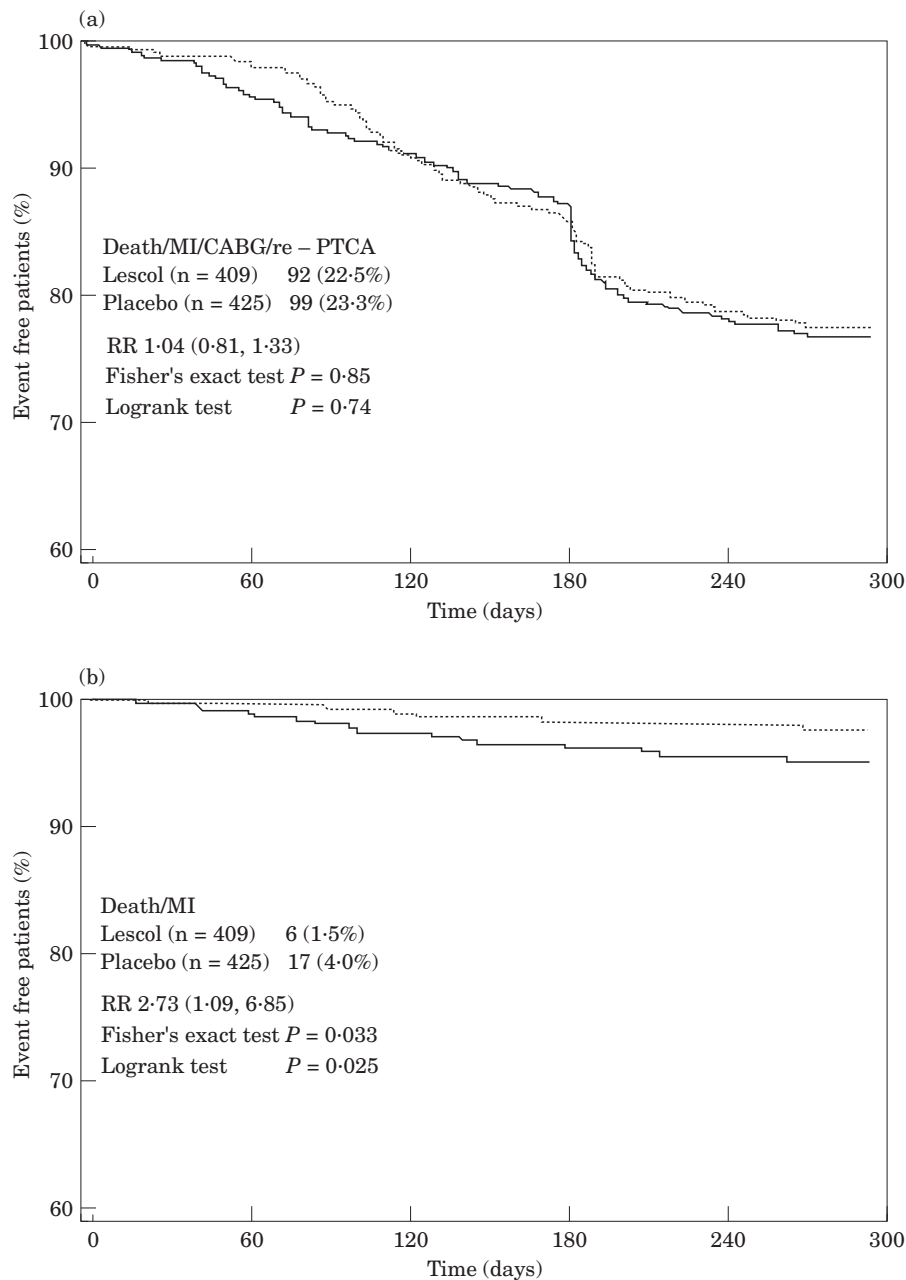 (a)
100
90
80
70
60
Event free patients (%)
Death/MI/CABG/re – PTCA
Lescol (n = 409) 92 (22·5%)
Placebo (n = 425) 99 (23·3%)
RR 1·04 (0·81, 1·33)
Fisher's exact test P = 0·85
Logrank test P = 0·74
0 60 120 180 240 300
Time (days)
(b)
100
90
80
70
60
Event free patients (%)
Death/MI
Lescol (n = 409) 6 (1·5%)
Placebo (n = 425) 17 (4·0%)
RR 2·73 (1·09, 6·85)
Fisher's exact test P = 0·033
Logrank test P = 0·025
0 60 120 180 240 300
Time (days)